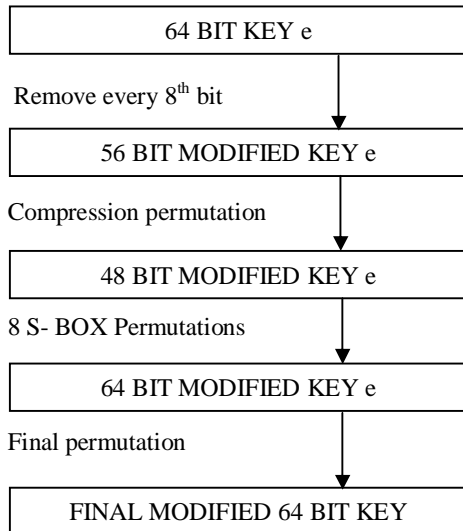 64 BIT KEY e
Remove every 8th bit
56 BIT MODIFIED KEY e
Compression permutation
48 BIT MODIFIED KEY e
8 S- BOX Permutations
64 BIT MODIFIED KEY e
Final permutation
FINAL MODIFIED 64 BIT KEY